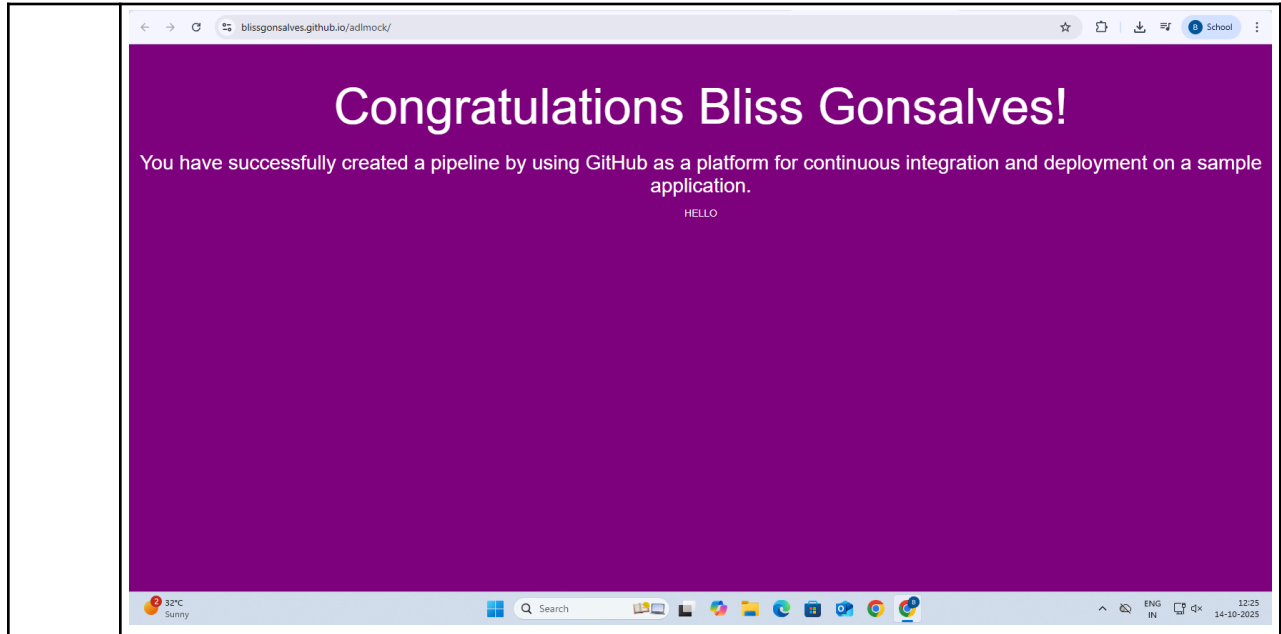 blissgonsalves.github.io/adlmock/
B School
Congratulations Bliss Gonsalves!
You have successfully created a pipeline by using GitHub as a platform for continuous integration and deployment on a sample
application.
HELLO
2 32°C
Sunny
Search
ENG
IN
12:25
14-10-2025